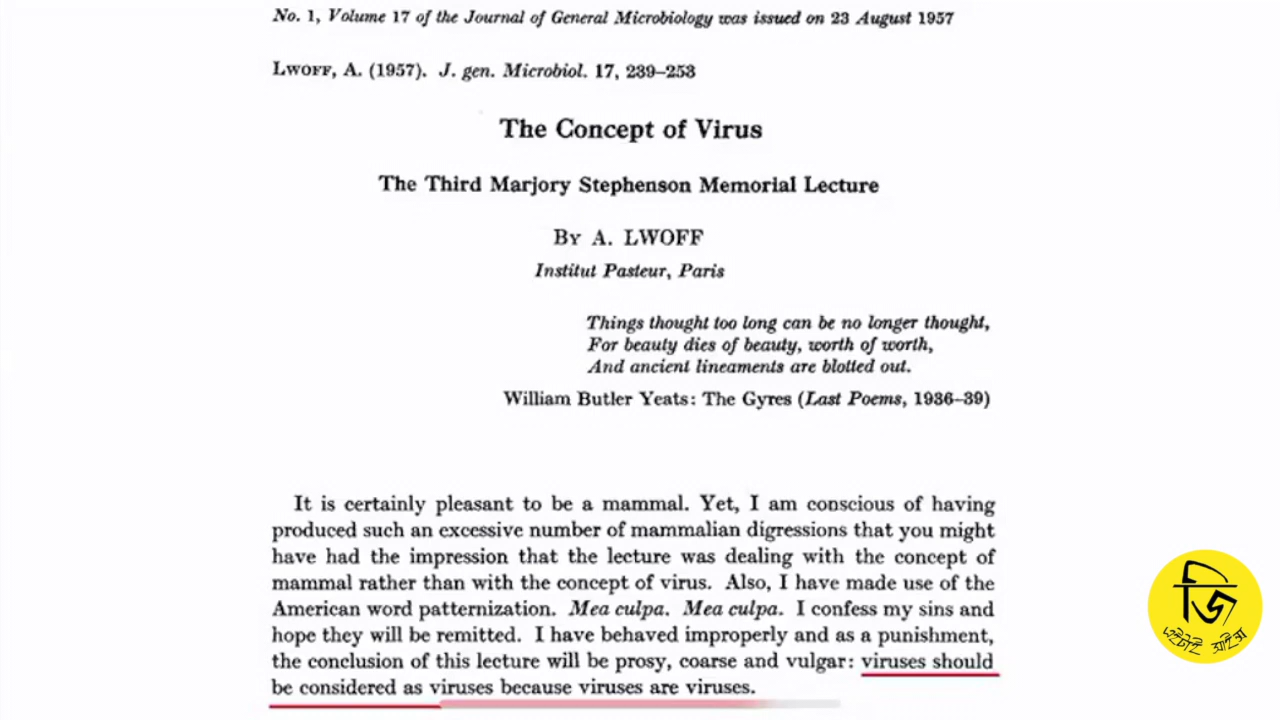 No. 1, Volume 17 of the Journal of General Microbiology was issued on 23 August 1957
Lwoff, A. (1957). J. gen. Microbiol. 17, 239–253
The Concept of Virus
The Third Marjory Stephenson Memorial Lecture
By A. LWOFF
Institut Pasteur, Paris
Things thought too long can be no longer thought,
For beauty dies of beauty, worth of worth,
And ancient lineaments are blotted out.
William Butler Yeats: The Gyres (Last Poems, 1936–39)
It is certainly pleasant to be a mammal. Yet, I am conscious of having
produced such an excessive number of mammalian digressions that you might
have had the impression that the lecture was dealing with the concept of
mammal rather than with the concept of virus. Also, I have made use of the
American word patternization. Mea culpa. Mea culpa. I confess my sins and
hope they will be remitted. I have behaved improperly and as a punishment,
the conclusion of this lecture will be prosy, coarse and vulgar: viruses should
be considered as viruses because viruses are viruses.